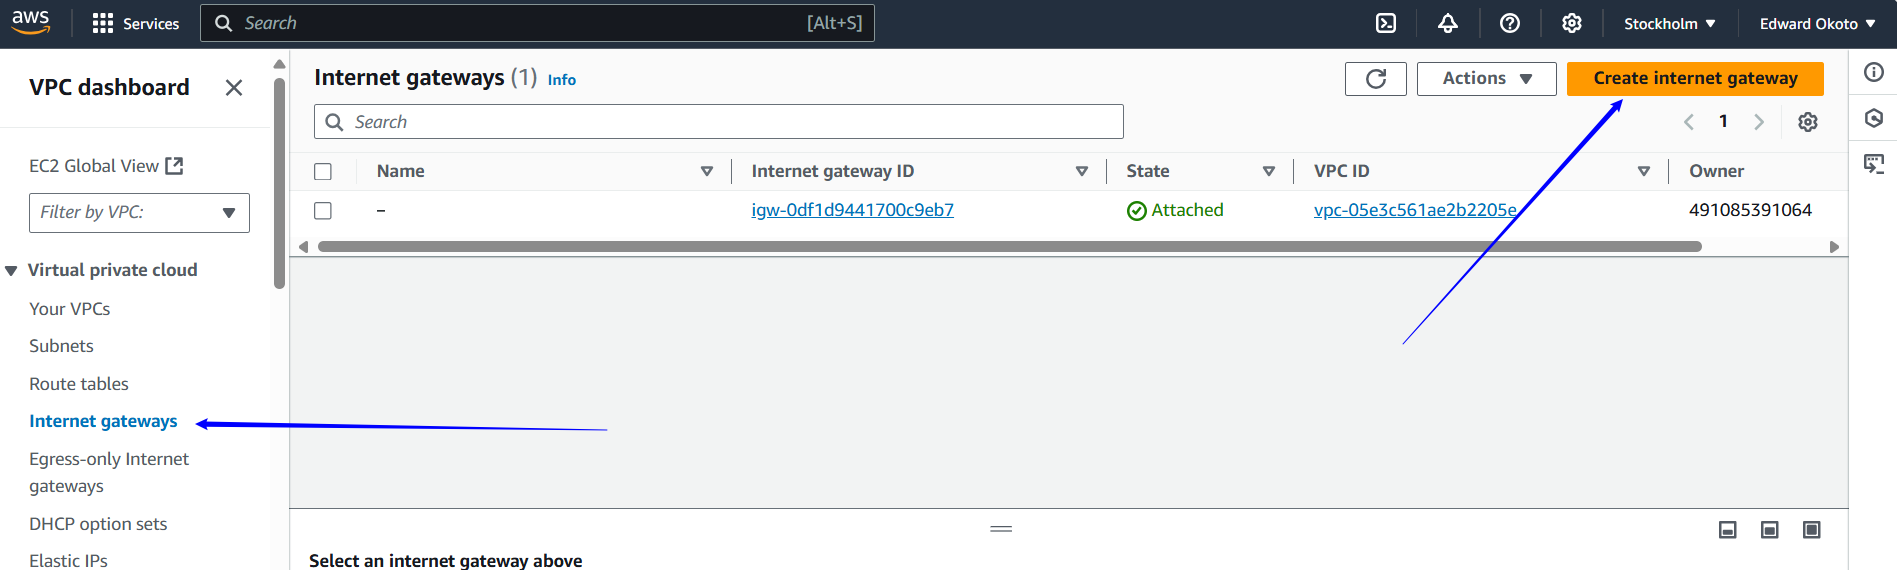 aws Services Search [Alt+S] Stockholm Edward Okoto
VPC dashboard
EC2 Global View
Filter by VPC:
Virtual private cloud
Your VPCs
Subnets
Route tables
Internet gateways
Egress-only Internet
gateways
DHCP option sets
Elastic IPs
Internet gateways (1) Info
Actions
Create internet gateway
Search
1
Name Internet gateway ID State VPC ID Owner
– igw-0df1d9441700c9eb7 Attached vpc-05e3c561ae2b2205e 491085391064
Select an internet gateway above